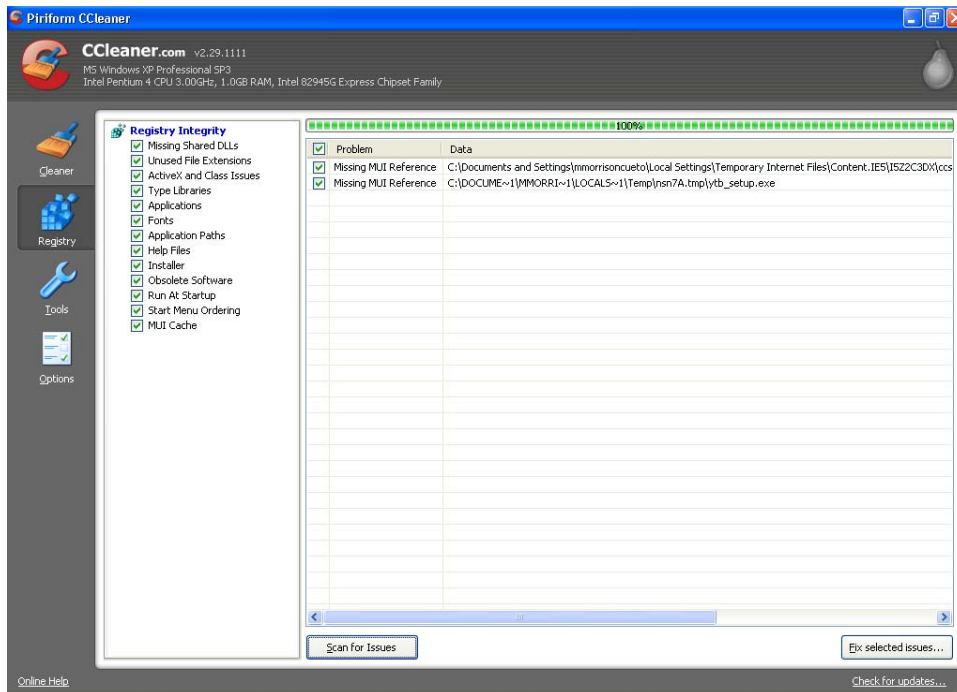 Piriform CCleaner
CCleaner.com v2.29.1111
MS Windows XP Professional SP3
Intel Pentium 4 CPU 3.00GHz, 1.0GB RAM, Intel 82945G Express Chipset Family
Cleaner
Registry
Tools
Options
Registry Integrity
Missing Shared DLLs
Unused File Extensions
ActiveX and Class Issues
Type Libraries
Applications
Fonts
Application Paths
Help Files
Installer
Obsolete Software
Run At Startup
Start Menu Ordering
MUI Cache
100%
Problem Data
Missing MUI Reference C:\Documents and Settings\mmorrisoncueto\Local Settings\Temporary Internet Files\Content.IE5\I5Z2C3DX\ccs
Missing MUI Reference C:\DOCUME~1\MMORRI~1\LOCALS~1\Temp\nsn7A.tmp\ytb_setup.exe
Scan for Issues
Fix selected issues...
Online Help
Check for updates...